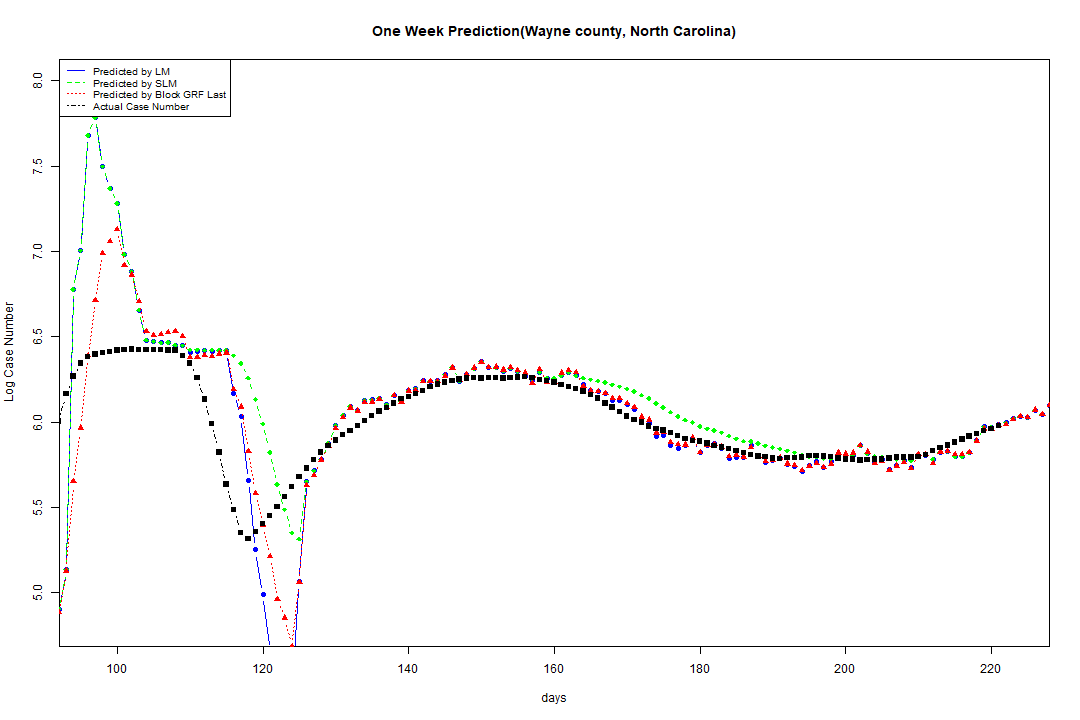 One Week Prediction(Wayne county, North Carolina)
Predicted by LM
Predicted by SLM
Predicted by Block GRF Last
Actual Case Number
8.0
7.5
7.0
6.5
6.0
5.5
5.0
Log Case Number
100 120 140 160 180 200 220
days